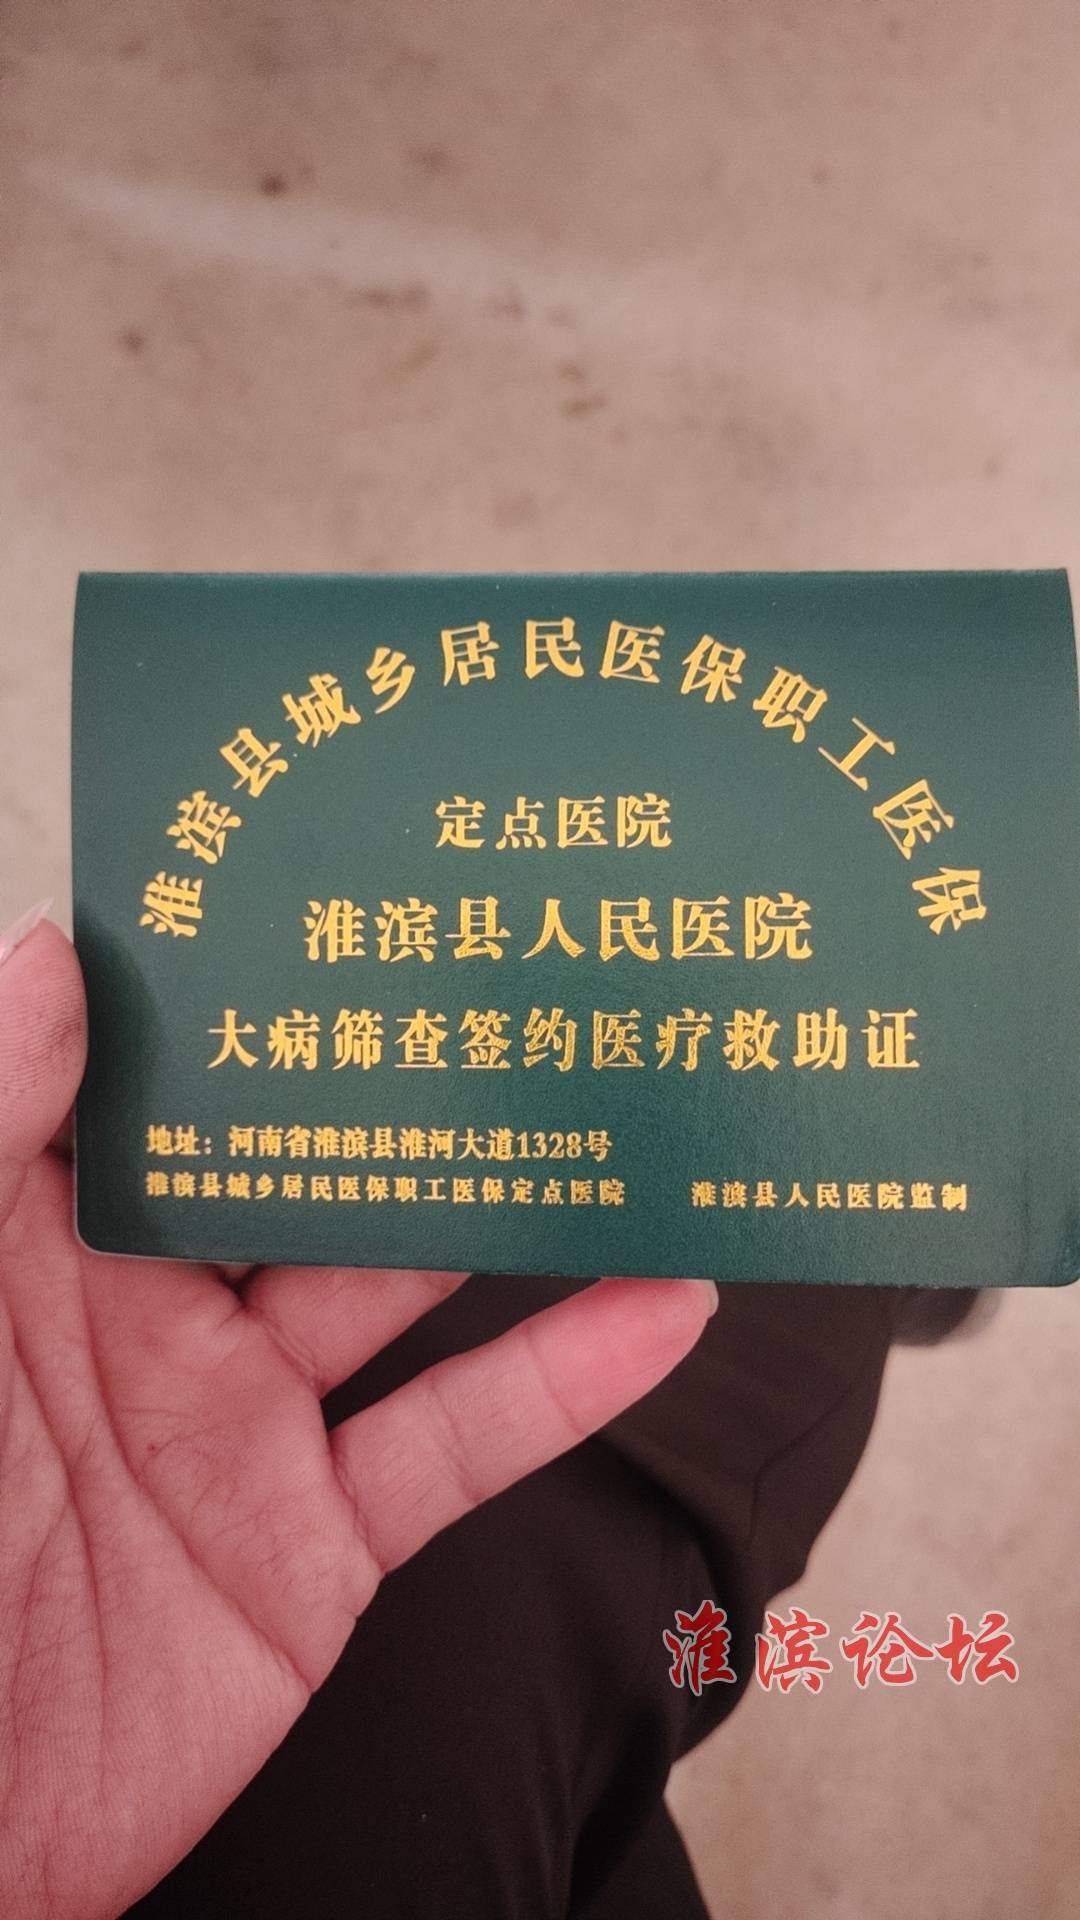 淮滨县城乡居民医保职工医保
定点医院
淮滨县人民医院
大病筛查签约医疗救助证
地址：河南省淮滨县淮河大道1328号
淮滨县城乡居民医保职工医保定点医院 淮滨县人民医院监制
淮滨论坛